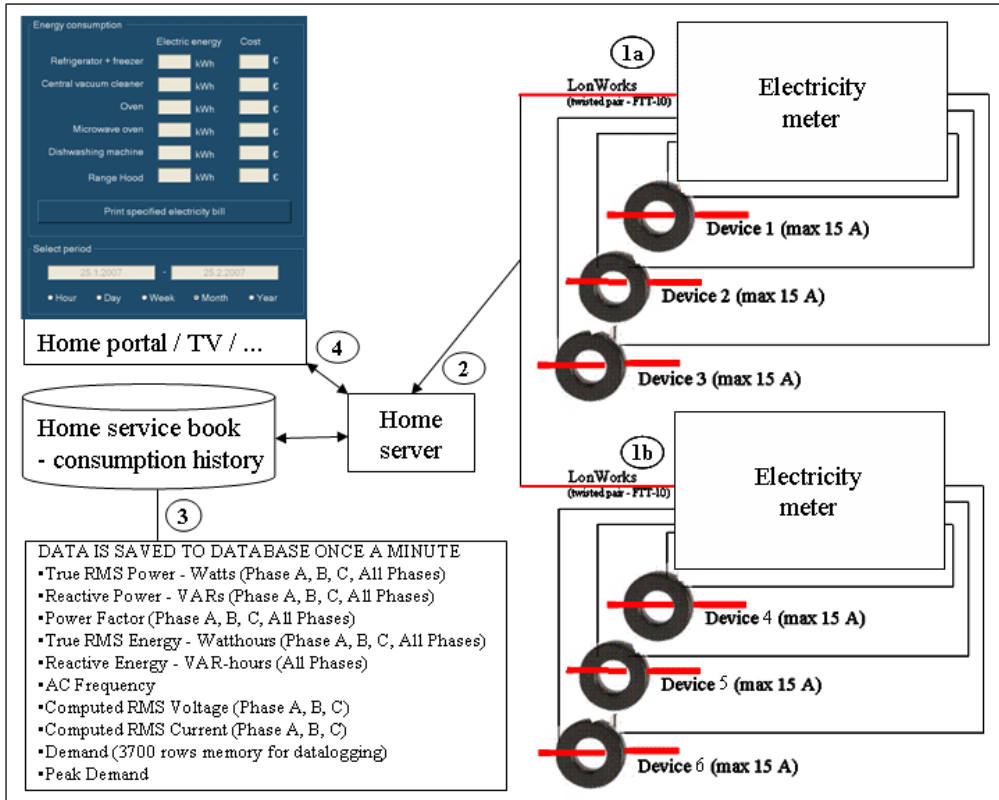 Energy consumption
Electric energy Cost
Refrigerator + freezer kWh €
Central vacuum cleaner kWh €
Oven kWh €
Microwave oven kWh €
Dishwashing machine kWh €
Range Hood kWh €
Print specified electricity bill
Select period
25.1.2007 - 25.2.2007
Hour Day Week Month Year
Home portal / TV / ...
4
2
Home service book
- consumption history
Home
server
3
DATA IS SAVED TO DATABASE ONCE A MINUTE
▪True RMS Power - Watts (Phase A, B, C, All Phases)
▪Reactive Power - VARs (Phase A, B, C, All Phases)
▪Power Factor (Phase A, B, C, All Phases)
▪True RMS Energy - Watthours (Phase A, B, C, All Phases)
▪Reactive Energy - VAR-hours (All Phases)
▪AC Frequency
▪Computed RMS Voltage (Phase A, B, C)
▪Computed RMS Current (Phase A, B, C)
▪Demand (3700 rows memory for datalogging)
▪Peak Demand
1a
LonWorks
(twisted pair - FTT-10)
Electricity
meter
Device 1 (max 15 A)
Device 2 (max 15 A)
Device 3 (max 15 A)
1b
LonWorks
(twisted pair - FTT-10)
Electricity
meter
Device 4 (max 15 A)
Device 5 (max 15 A)
Device 6 (max 15 A)